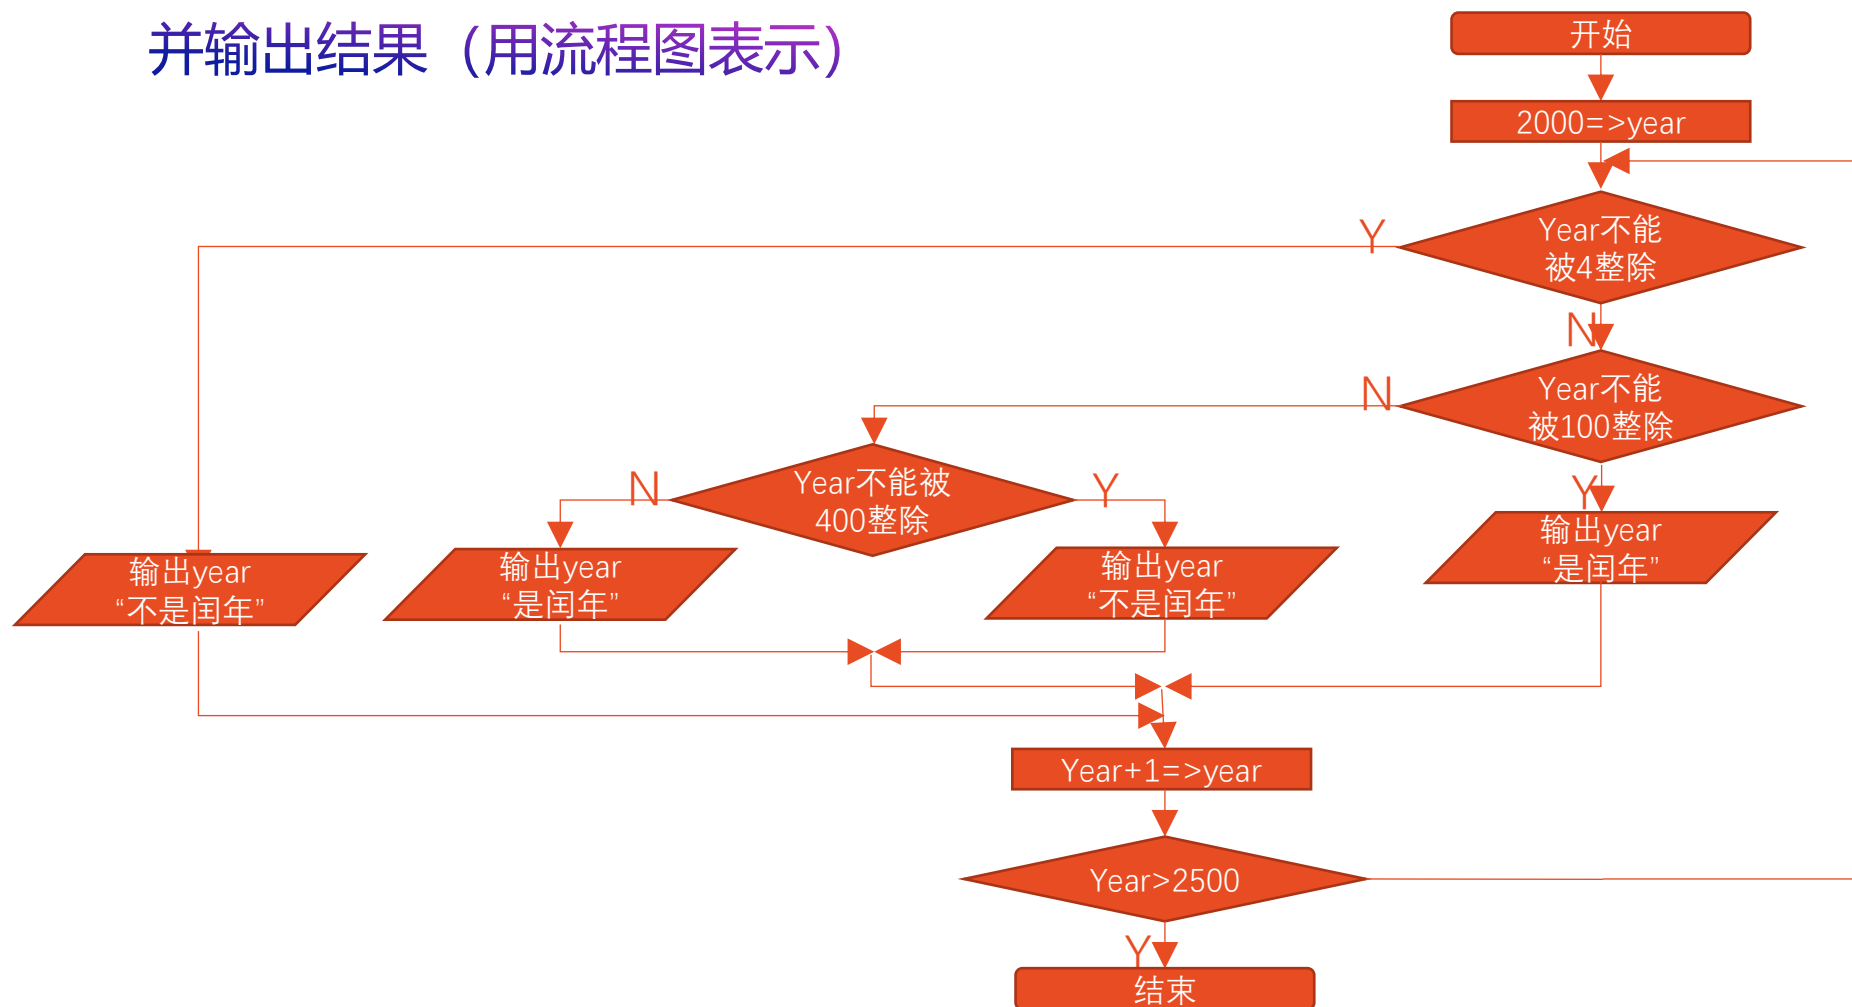 并输出结果（用流程图表示）
开始
2000=>year
Year不能
被4整除
Y
N
Year不能
被100整除
N
Y
Year不能被
400整除
N
Y
输出year
“不是闰年”
输出year
“是闰年”
输出year
“不是闰年”
输出year
“是闰年”
Year+1=>year
Year>2500
Y
结束